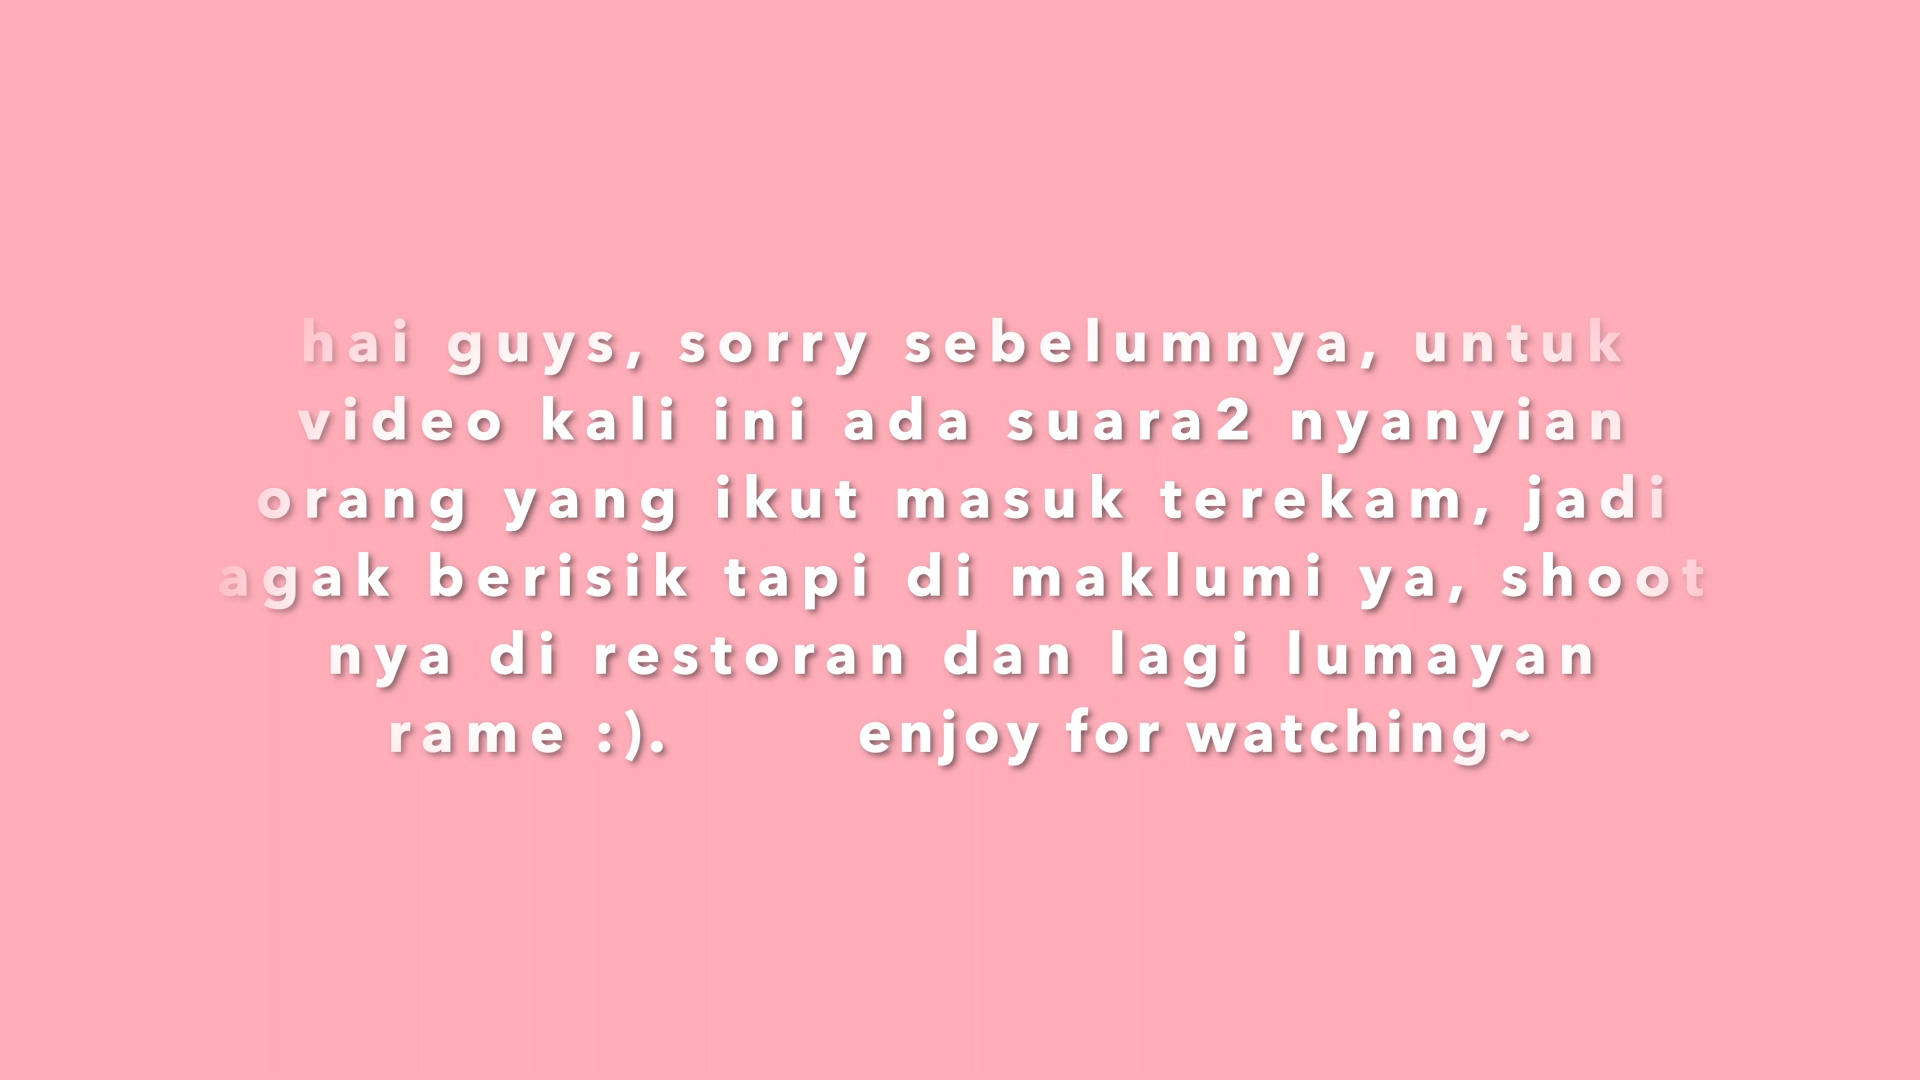 hai guys, sorry sebelumnya, untuk
video kali ini ada suara2 nyanyian
orang yang ikut masuk terekam, jadi
agak berisik tapi di maklumi ya, shoot
nya di restoran dan lagi lumayan
rame :). enjoy for watching~